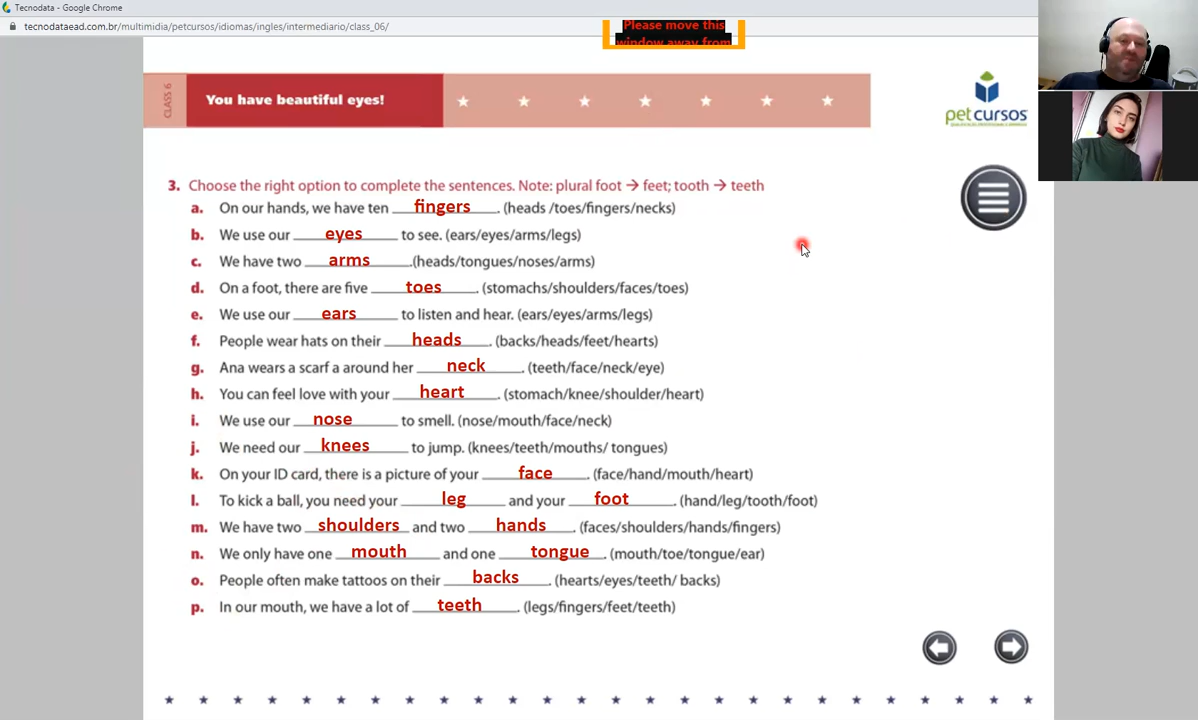 Tecnodata - Google Chrome
tecnodataead.com.br/multimidia/petcursos/idiomas/ingles/intermediario/class_06/
Please move this
window away from
CLASS 6
You have beautiful eyes!
pet cursos
3. Choose the right option to complete the sentences. Note: plural foot → feet; tooth → teeth
a. On our hands, we have ten fingers. (heads /toes/fingers/necks)
b. We use our eyes to see. (ears/eyes/arms/legs)
c. We have two arms.(heads/tongues/noses/arms)
d. On a foot, there are five toes. (stomachs/shoulders/faces/toes)
e. We use our ears to listen and hear. (ears/eyes/arms/legs)
f. People wear hats on their heads. (backs/heads/feet/hearts)
g. Ana wears a scarf a around her neck. (teeth/face/neck/eye)
h. You can feel love with your heart. (stomach/knee/shoulder/heart)
i. We use our nose to smell. (nose/mouth/face/neck)
j. We need our knees to jump. (knees/teeth/mouths/ tongues)
k. On your ID card, there is a picture of your face. (face/hand/mouth/heart)
l. To kick a ball, you need your leg and your foot. (hand/leg/tooth/foot)
m. We have two shoulders and two hands. (faces/shoulders/hands/fingers)
n. We only have one mouth and one tongue. (mouth/toe/tongue/ear)
o. People often make tattoos on their backs. (hearts/eyes/teeth/ backs)
p. In our mouth, we have a lot of teeth. (legs/fingers/feet/teeth)